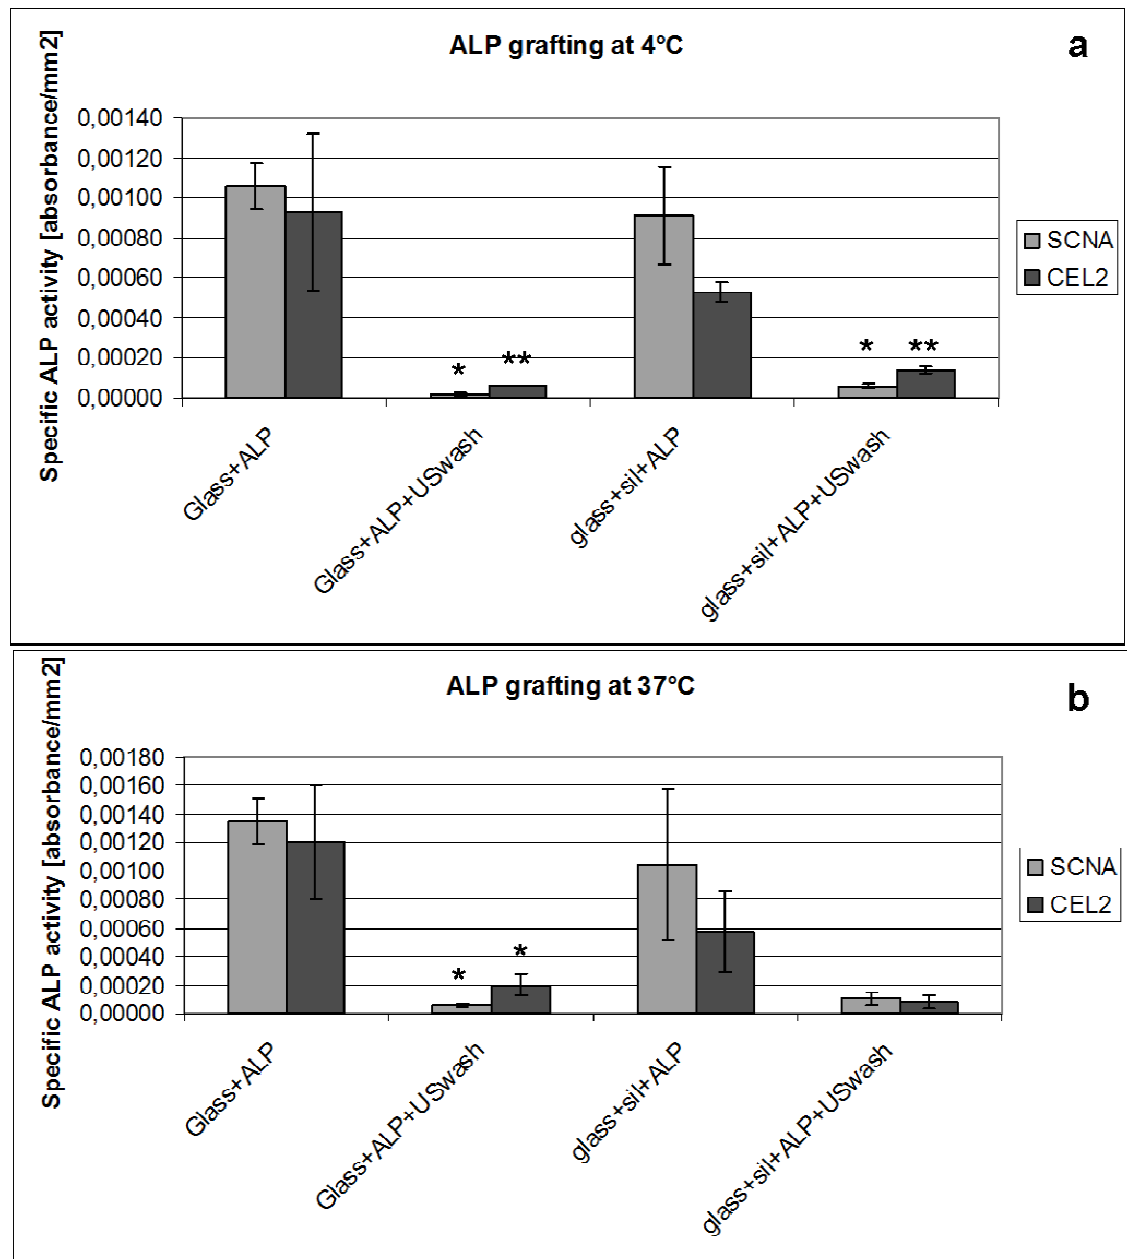 ALP grafting at 4°C
a
Specific ALP activity [absorbance/mm2]
0,00140
0,00120
0,00100
0,00080
0,00060
0,00040
0,00020
0,00000
* ** * **
SCNA
CEL2
Glass+ALP
Glass+ALP+USwash
glass+sil+ALP
glass+sil+ALP+USwash
ALP grafting at 37°C
b
Specific ALP activity [absorbance/mm2]
0,00180
0,00160
0,00140
0,00120
0,00100
0,00080
0,00060
0,00040
0,00020
0,00000
* *
SCNA
CEL2
Glass+ALP
Glass+ALP+USwash
glass+sil+ALP
glass+sil+ALP+USwash